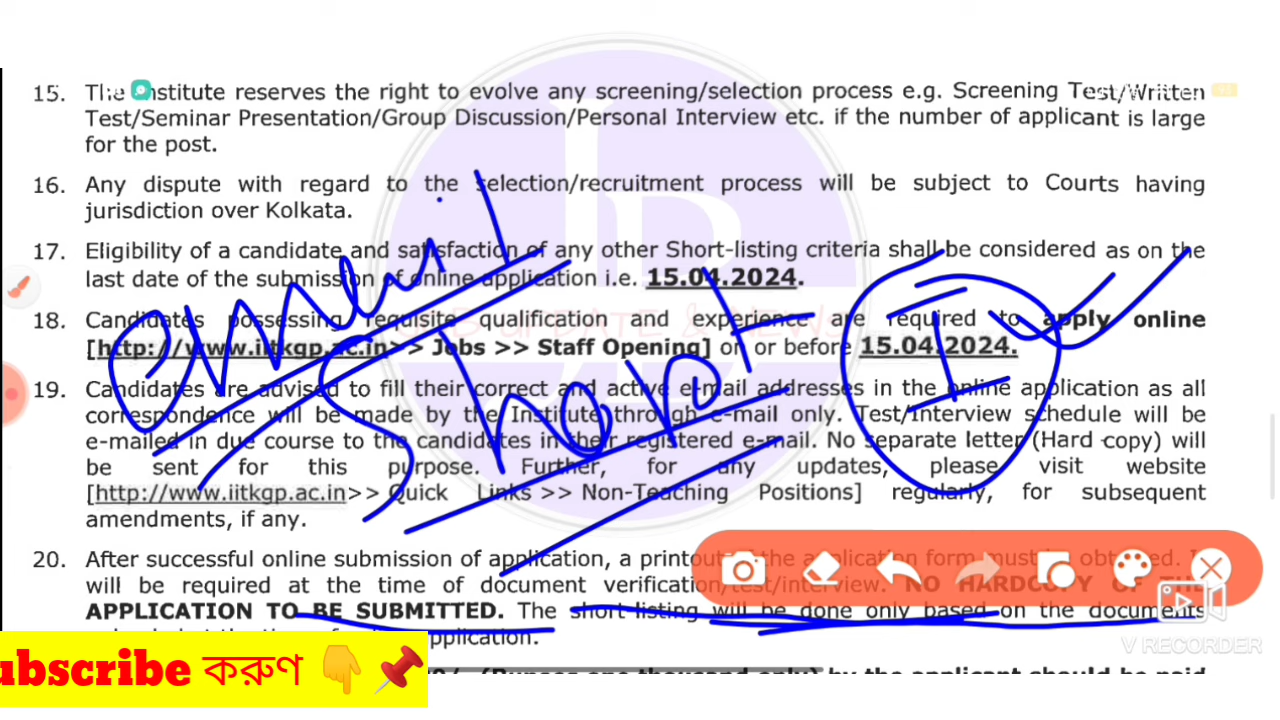 15. The Institute reserves the right to evolve any screening/selection process e.g. Screening Test/Written
Test/Seminar Presentation/Group Discussion/Personal Interview etc. if the number of applicant is large
for the post.
16. Any dispute with regard to the selection/recruitment process will be subject to Courts having
jurisdiction over Kolkata.
17. Eligibility of a candidate and satisfaction of any other Short-listing criteria shall be considered as on the
last date of the submission of online application i.e. 15.04.2024.
18. Candidates possessing requisite qualification and experience are required to apply online
[http://www.iitkgp.ac.in>> Jobs >> Staff Opening] on or before 15.04.2024.
19. Candidates are advised to fill their correct and active e-mail addresses in the online application as all
correspondence will be made by the Institute through e-mail only. Test/interview schedule will be
e-mailed in due course to the candidates in their registered e-mail. No separate letter (Hard copy) will
be sent for this purpose. Further, for any updates, please visit website
[http://www.iitkgp.ac.in>> Quick Links >> Non-Teaching Positions] regularly, for subsequent
amendments, if any.
20. After successful online submission of application, a printout of the application form must be obtained. It
will be required at the time of document verification/test/interview. NO HARDCOPY OF THE
APPLICATION TO BE SUBMITTED. The short-listing will be done only based on the documents
application.
(Rupees one thousand only) by the applicant should be paid
ubscribe করুণ
V RECORDER